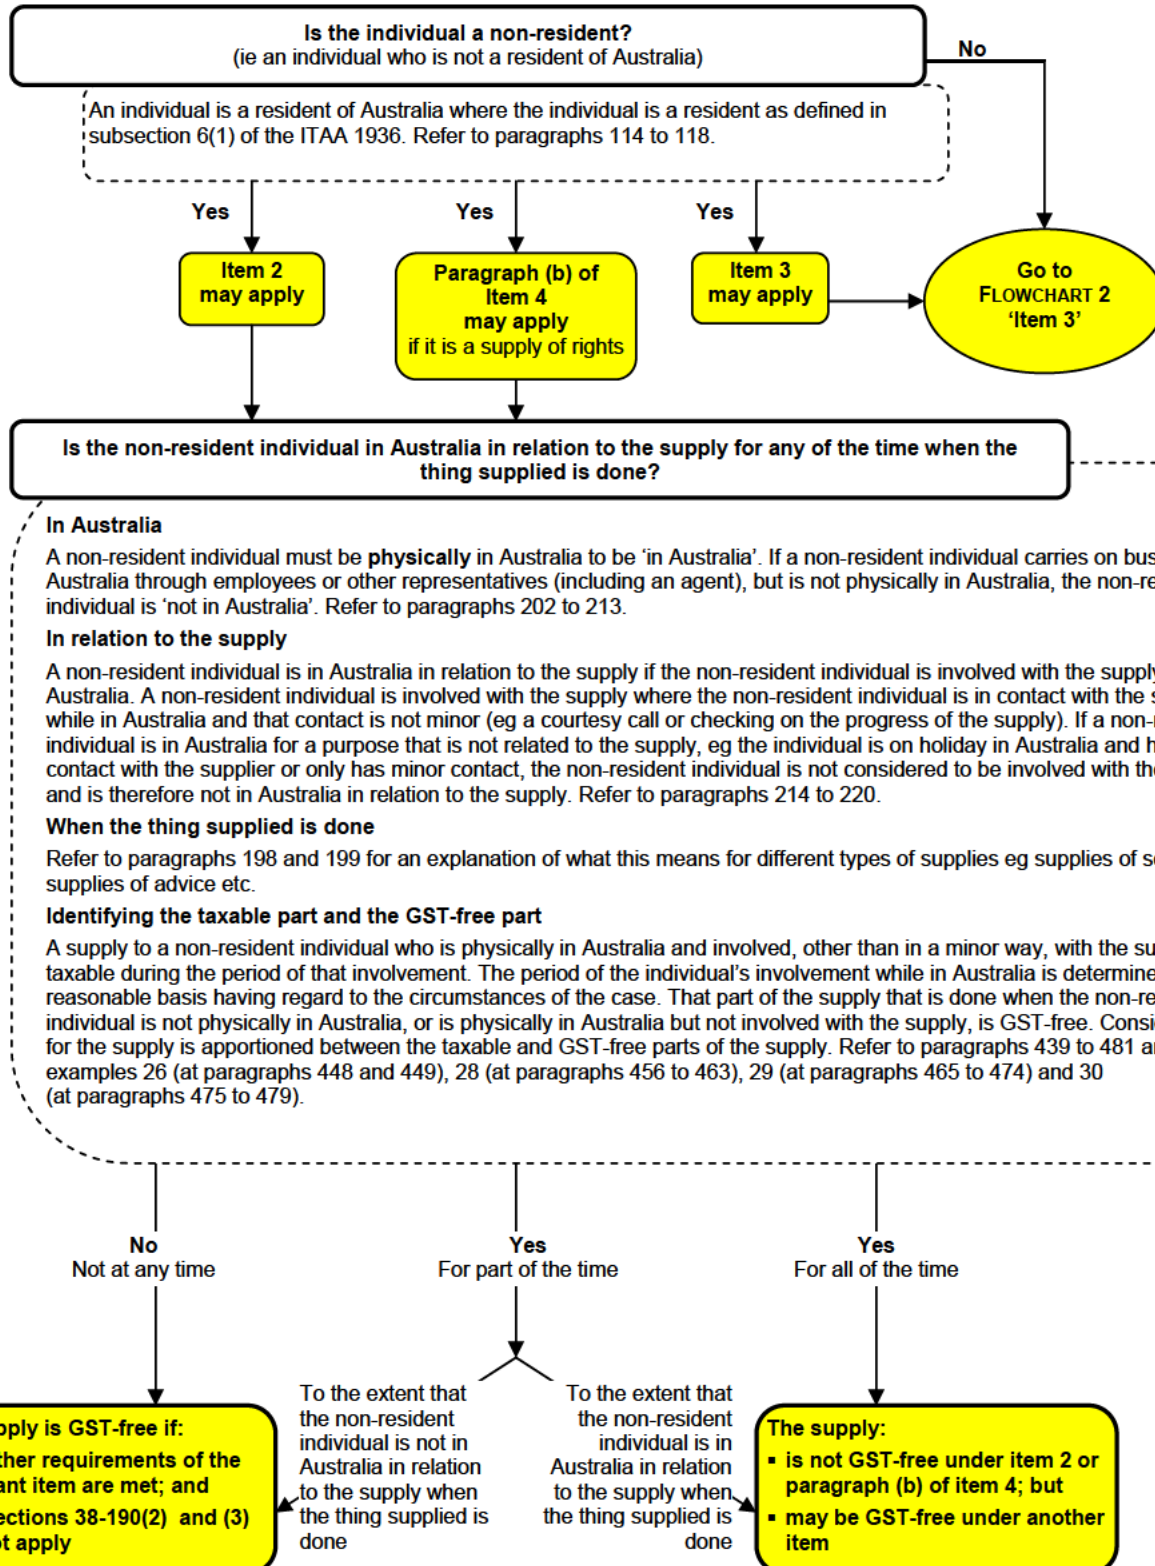 Is the individual a non-resident?
(ie an individual who is not a resident of Australia)
No
An individual is a resident of Australia where the individual is a resident as defined in
subsection 6(1) of the ITAA 1936. Refer to paragraphs 114 to 118.
Yes
Yes
Yes
Item 2
may apply
Paragraph (b) of
Item 4
may apply
if it is a supply of rights
Item 3
may apply
Go to
FLOWCHART 2
‘Item 3’
Is the non-resident individual in Australia in relation to the supply for any of the time when the
thing supplied is done?
In Australia
A non-resident individual must be physically in Australia to be ‘in Australia’. If a non-resident individual carries on bus
Australia through employees or other representatives (including an agent), but is not physically in Australia, the non-re
individual is ‘not in Australia’. Refer to paragraphs 202 to 213.
In relation to the supply
A non-resident individual is in Australia in relation to the supply if the non-resident individual is involved with the supply
Australia. A non-resident individual is involved with the supply where the non-resident individual is in contact with the s
while in Australia and that contact is not minor (eg a courtesy call or checking on the progress of the supply). If a non-r
individual is in Australia for a purpose that is not related to the supply, eg the individual is on holiday in Australia and h
contact with the supplier or only has minor contact, the non-resident individual is not considered to be involved with the
and is therefore not in Australia in relation to the supply. Refer to paragraphs 214 to 220.
When the thing supplied is done
Refer to paragraphs 198 and 199 for an explanation of what this means for different types of supplies eg supplies of se
supplies of advice etc.
Identifying the taxable part and the GST-free part
A supply to a non-resident individual who is physically in Australia and involved, other than in a minor way, with the su
taxable during the period of that involvement. The period of the individual’s involvement while in Australia is determine
reasonable basis having regard to the circumstances of the case. That part of the supply that is done when the non-re
individual is not physically in Australia, or is physically in Australia but not involved with the supply, is GST-free. Consi
for the supply is apportioned between the taxable and GST-free parts of the supply. Refer to paragraphs 439 to 481 a
examples 26 (at paragraphs 448 and 449), 28 (at paragraphs 456 to 463), 29 (at paragraphs 465 to 474) and 30
(at paragraphs 475 to 479).
No
Not at any time
Yes
For part of the time
Yes
For all of the time
pply is GST-free if:
ther requirements of the
ant item are met; and
ections 38-190(2) and (3)
ot apply
To the extent that
the non-resident
individual is not in
Australia in relation
to the supply when
the thing supplied is
done
To the extent that
the non-resident
individual is in
Australia in relation
to the supply when
the thing supplied is
done
The supply:
▪ is not GST-free under item 2 or
paragraph (b) of item 4; but
▪ may be GST-free under another
item